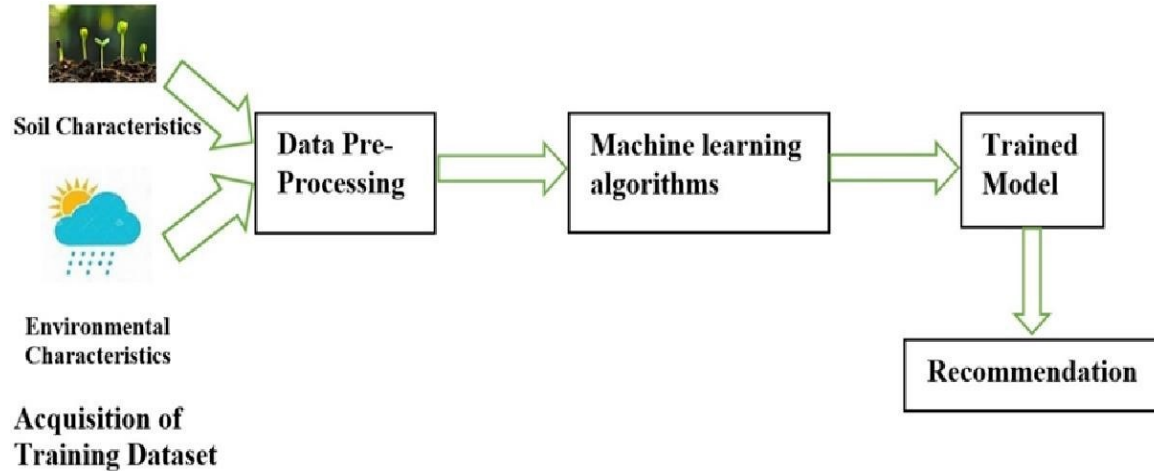 Soil Characteristics
Environmental
Characteristics
Acquisition of
Training Dataset
Data Pre-
Processing
Machine learning
algorithms
Trained
Model
Recommendation